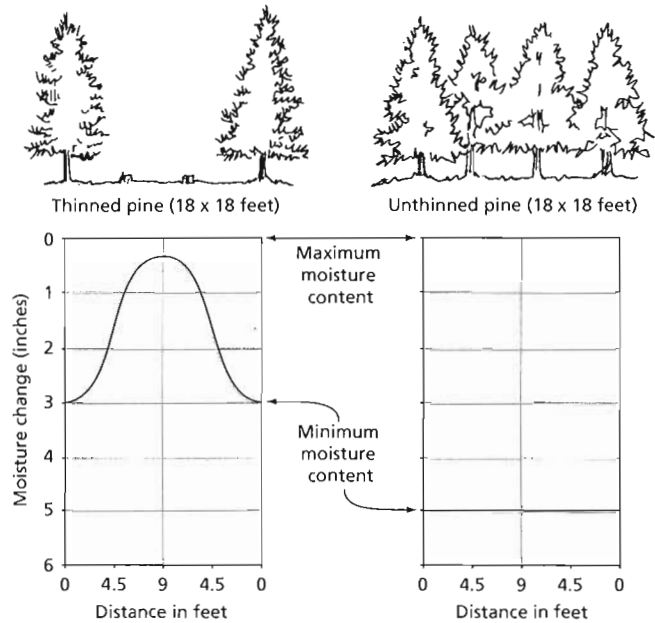 Thinned pine (18 x 18 feet)
Unthinned pine (18 x 18 feet)
0
1
2
3
4
5
6
Moisture change (inches)
Maximum
moisture
content
Minimum
moisture
content
0 4.5 9 4.5 0
Distance in feet
0 4.5 9 4.5 0
Distance in feet